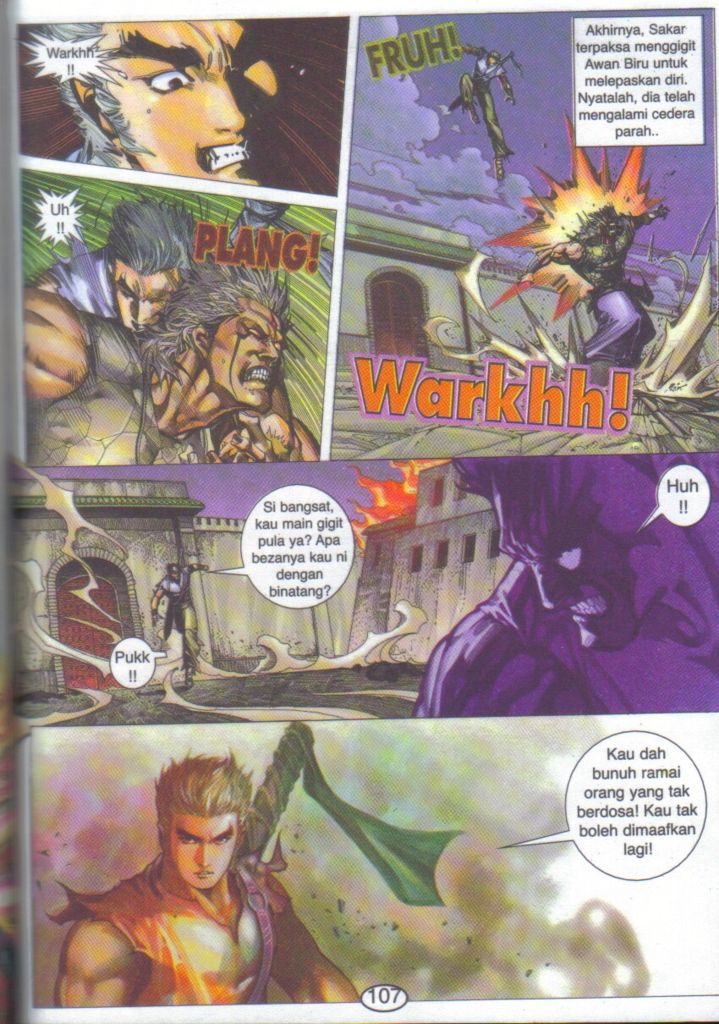 Warkhh
!!
FRUH!
Akhirnya, Sakar
terpaksa menggigit
Awan Biru untuk
melepaskan diri.
Nyatalah, dia telah
mengalami cedera
parah..
Uh
!!
PLANG!
Warkhh!
Si bangsat,
kau main gigit
pula ya? Apa
bezanya kau ni
dengan
binatang?
Pukk
!!
Huh
!!
Kau dah
bunuh ramai
orang yang tak
berdosa! Kau tak
boleh dimaafkan
lagi!
107